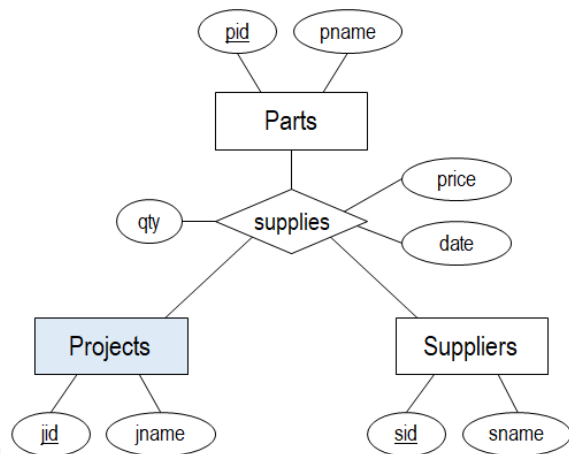 pid
pname
Parts
price
qty
supplies
date
Projects
Suppliers
jid
jname
sid
sname